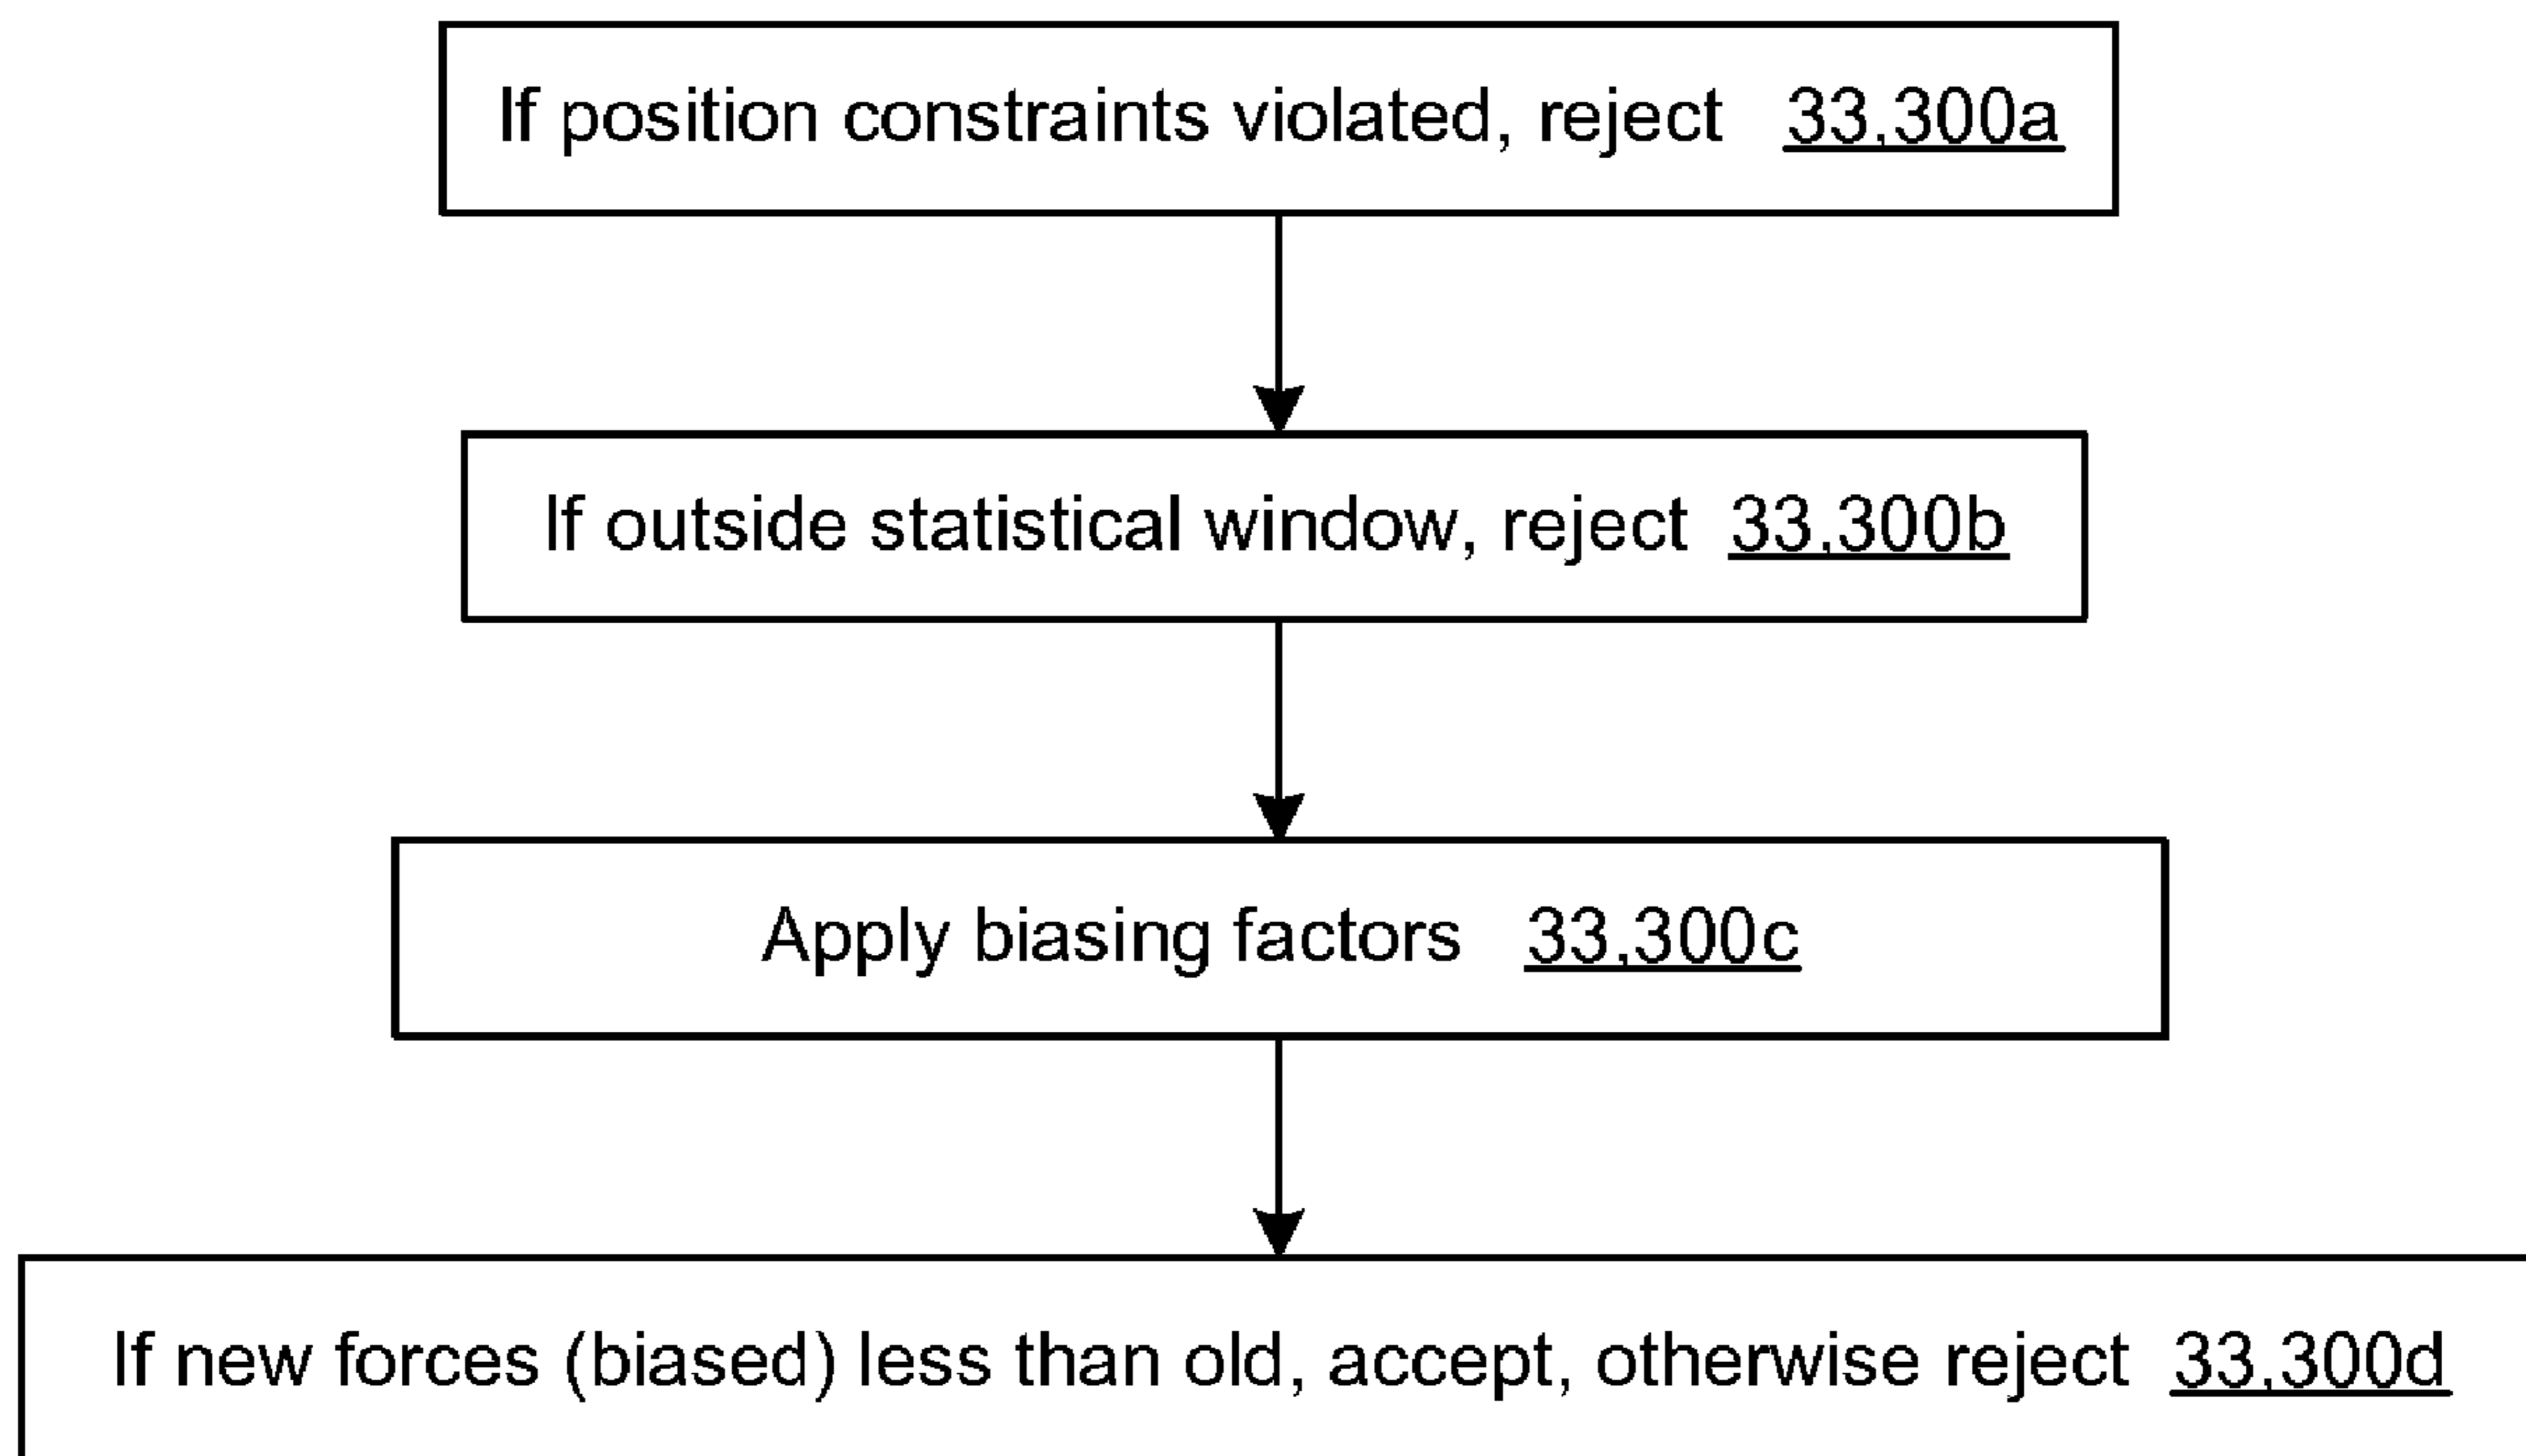 If position constraints violated, reject 33,300a
If outside statistical window, reject 33,300b
Apply biasing factors 33,300c
If new forces (biased) less than old, accept, otherwise reject 33,300d